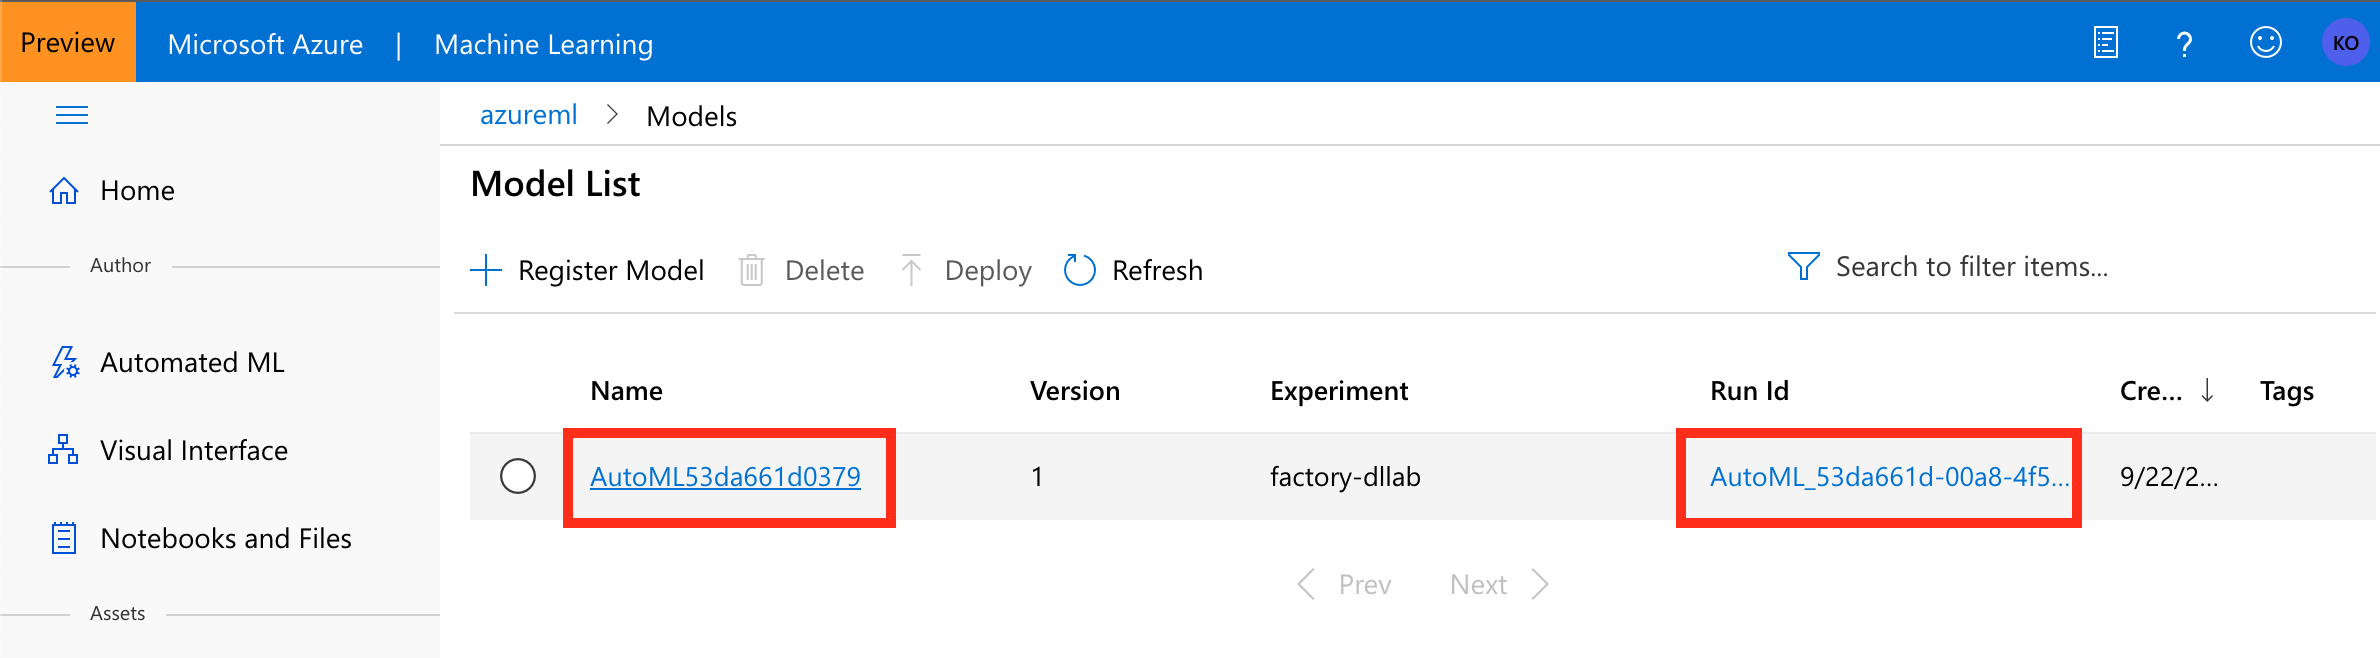 Preview
Microsoft Azure | Machine Learning
?
KO
azureml > Models
Home
Model List
Author
Register Model Delete Deploy Refresh
Search to filter items...
Automated ML
Name Version Experiment Run Id Cre... ↓ Tags
Visual Interface
AutoML53da661d0379 1 factory-dllab AutoML_53da661d-00a8-4f5... 9/22/2...
Notebooks and Files
Prev Next
Assets